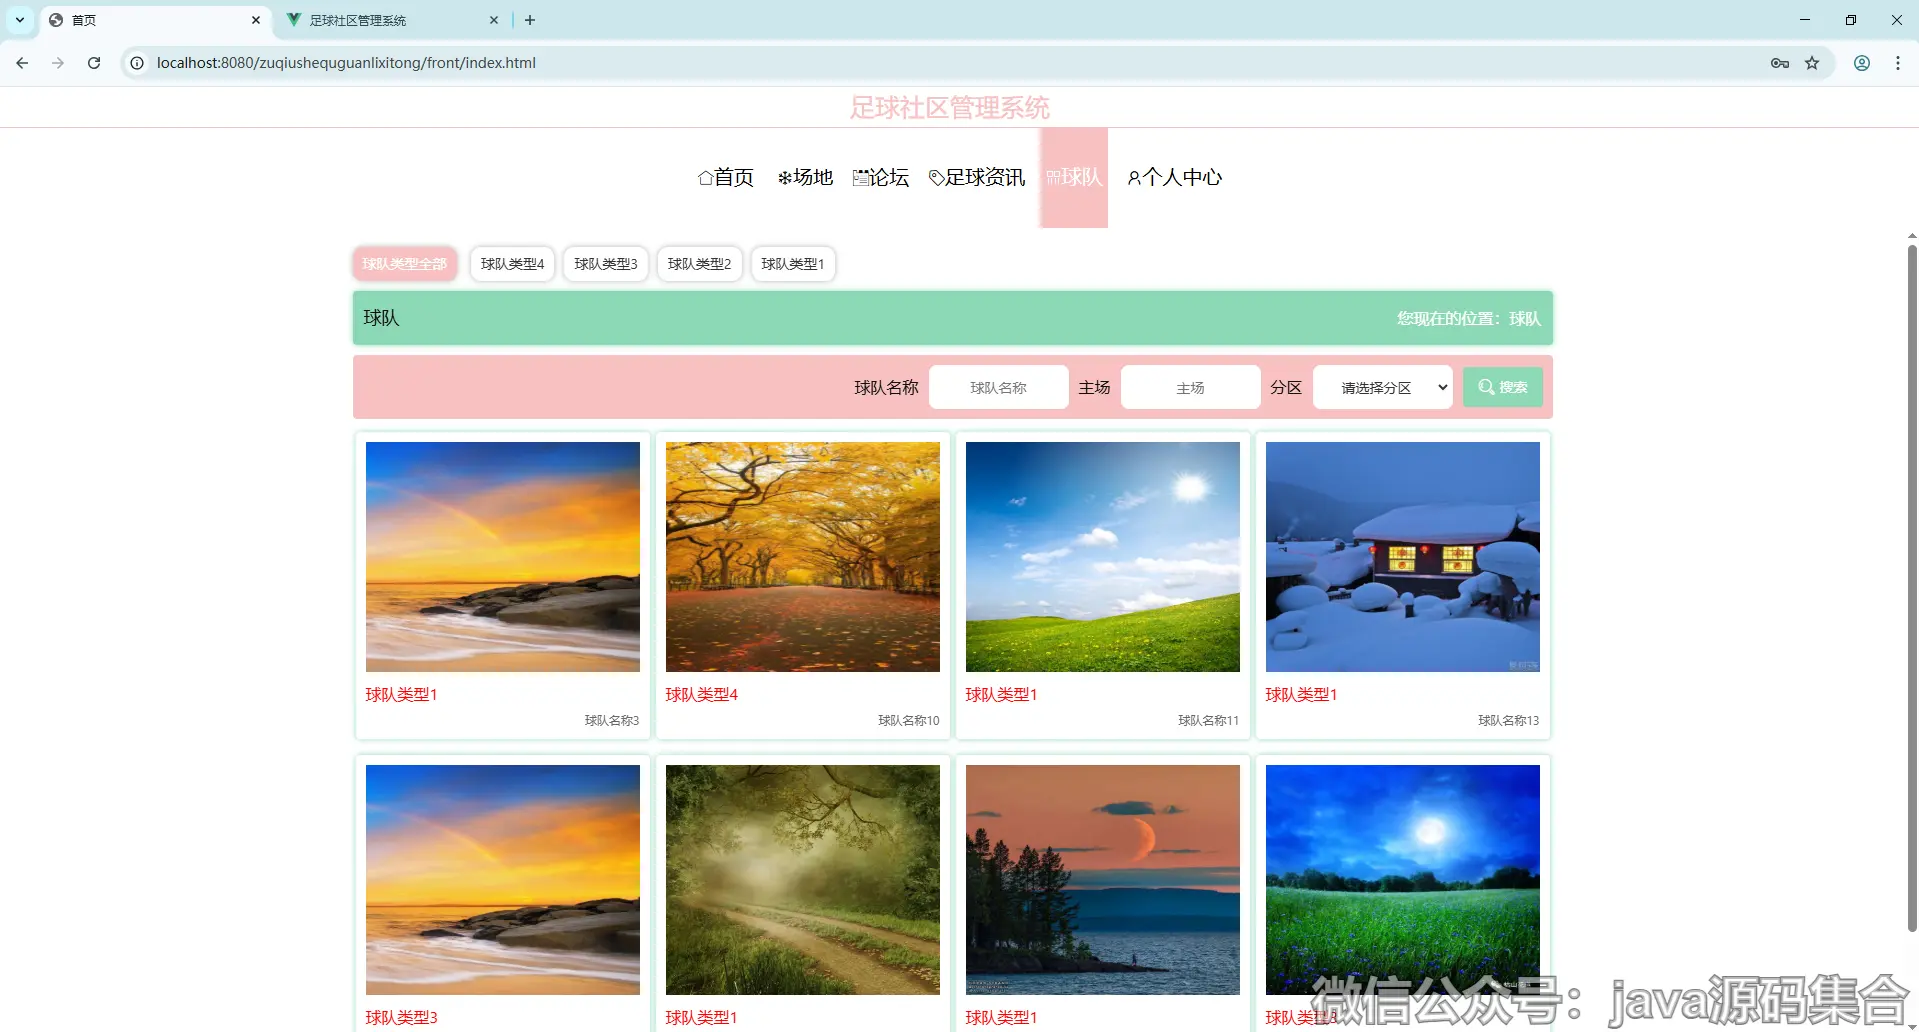 首页
足球社区管理系统
localhost:8080/zuqiushequguanlixitong/front/index.html
足球社区管理系统
首页 场地 论坛 足球资讯 球队 个人中心
球队类型全部 球队类型4 球队类型3 球队类型2 球队类型1
球队 您现在的位置：球队
球队名称 球队名称 主场 主场 分区 请选择分区 搜索
球队类型1 球队类型4 球队类型1 球队类型1
球队名称3 球队名称10 球队名称11 球队名称13
球队类型3 球队类型1 球队类型1 球队类型3
微信公众号：java源码集合